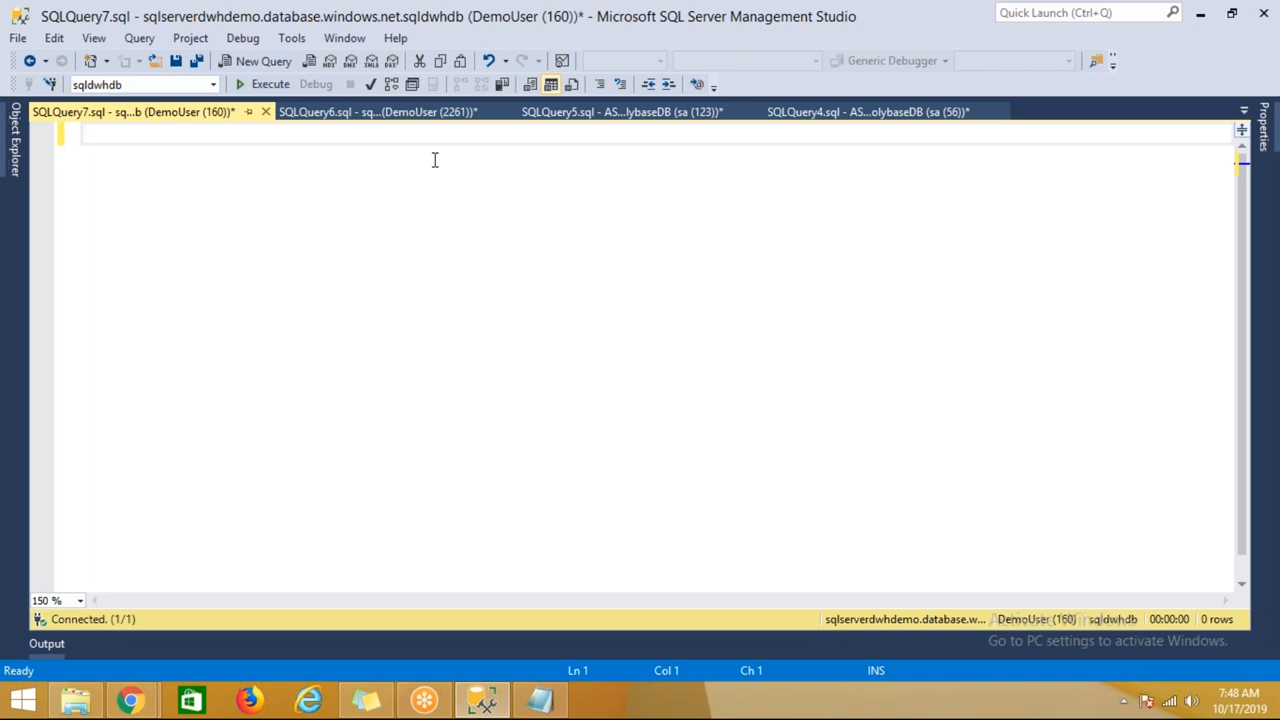 SQLQuery7.sql - sqlserverdwhdemo.database.windows.net.sqldwhdb (DemoUser (160))* - Microsoft SQL Server Management Studio
Quick Launch (Ctrl+Q)
File Edit View Query Project Debug Tools Window Help
New Query
Generic Debugger
sqldwhdb
Execute Debug
SQLQuery7.sql - sq...b (DemoUser (160))*
SQLQuery6.sql - sq...(DemoUser (2261))*
SQLQuery5.sql - AS...lybaseDB (sa (123))*
SQLQuery4.sql - AS...olybaseDB (sa (56))*
Object Explorer
Properties
150 %
Connected. (1/1)
sqlserverdwhdemo.database.w... DemoUser (160) sqldwhdb 00:00:00 0 rows
Activate Windows
Go to PC settings to activate Windows.
Output
Ready Ln 1 Col 1 Ch 1 INS
7:48 AM
10/17/2019